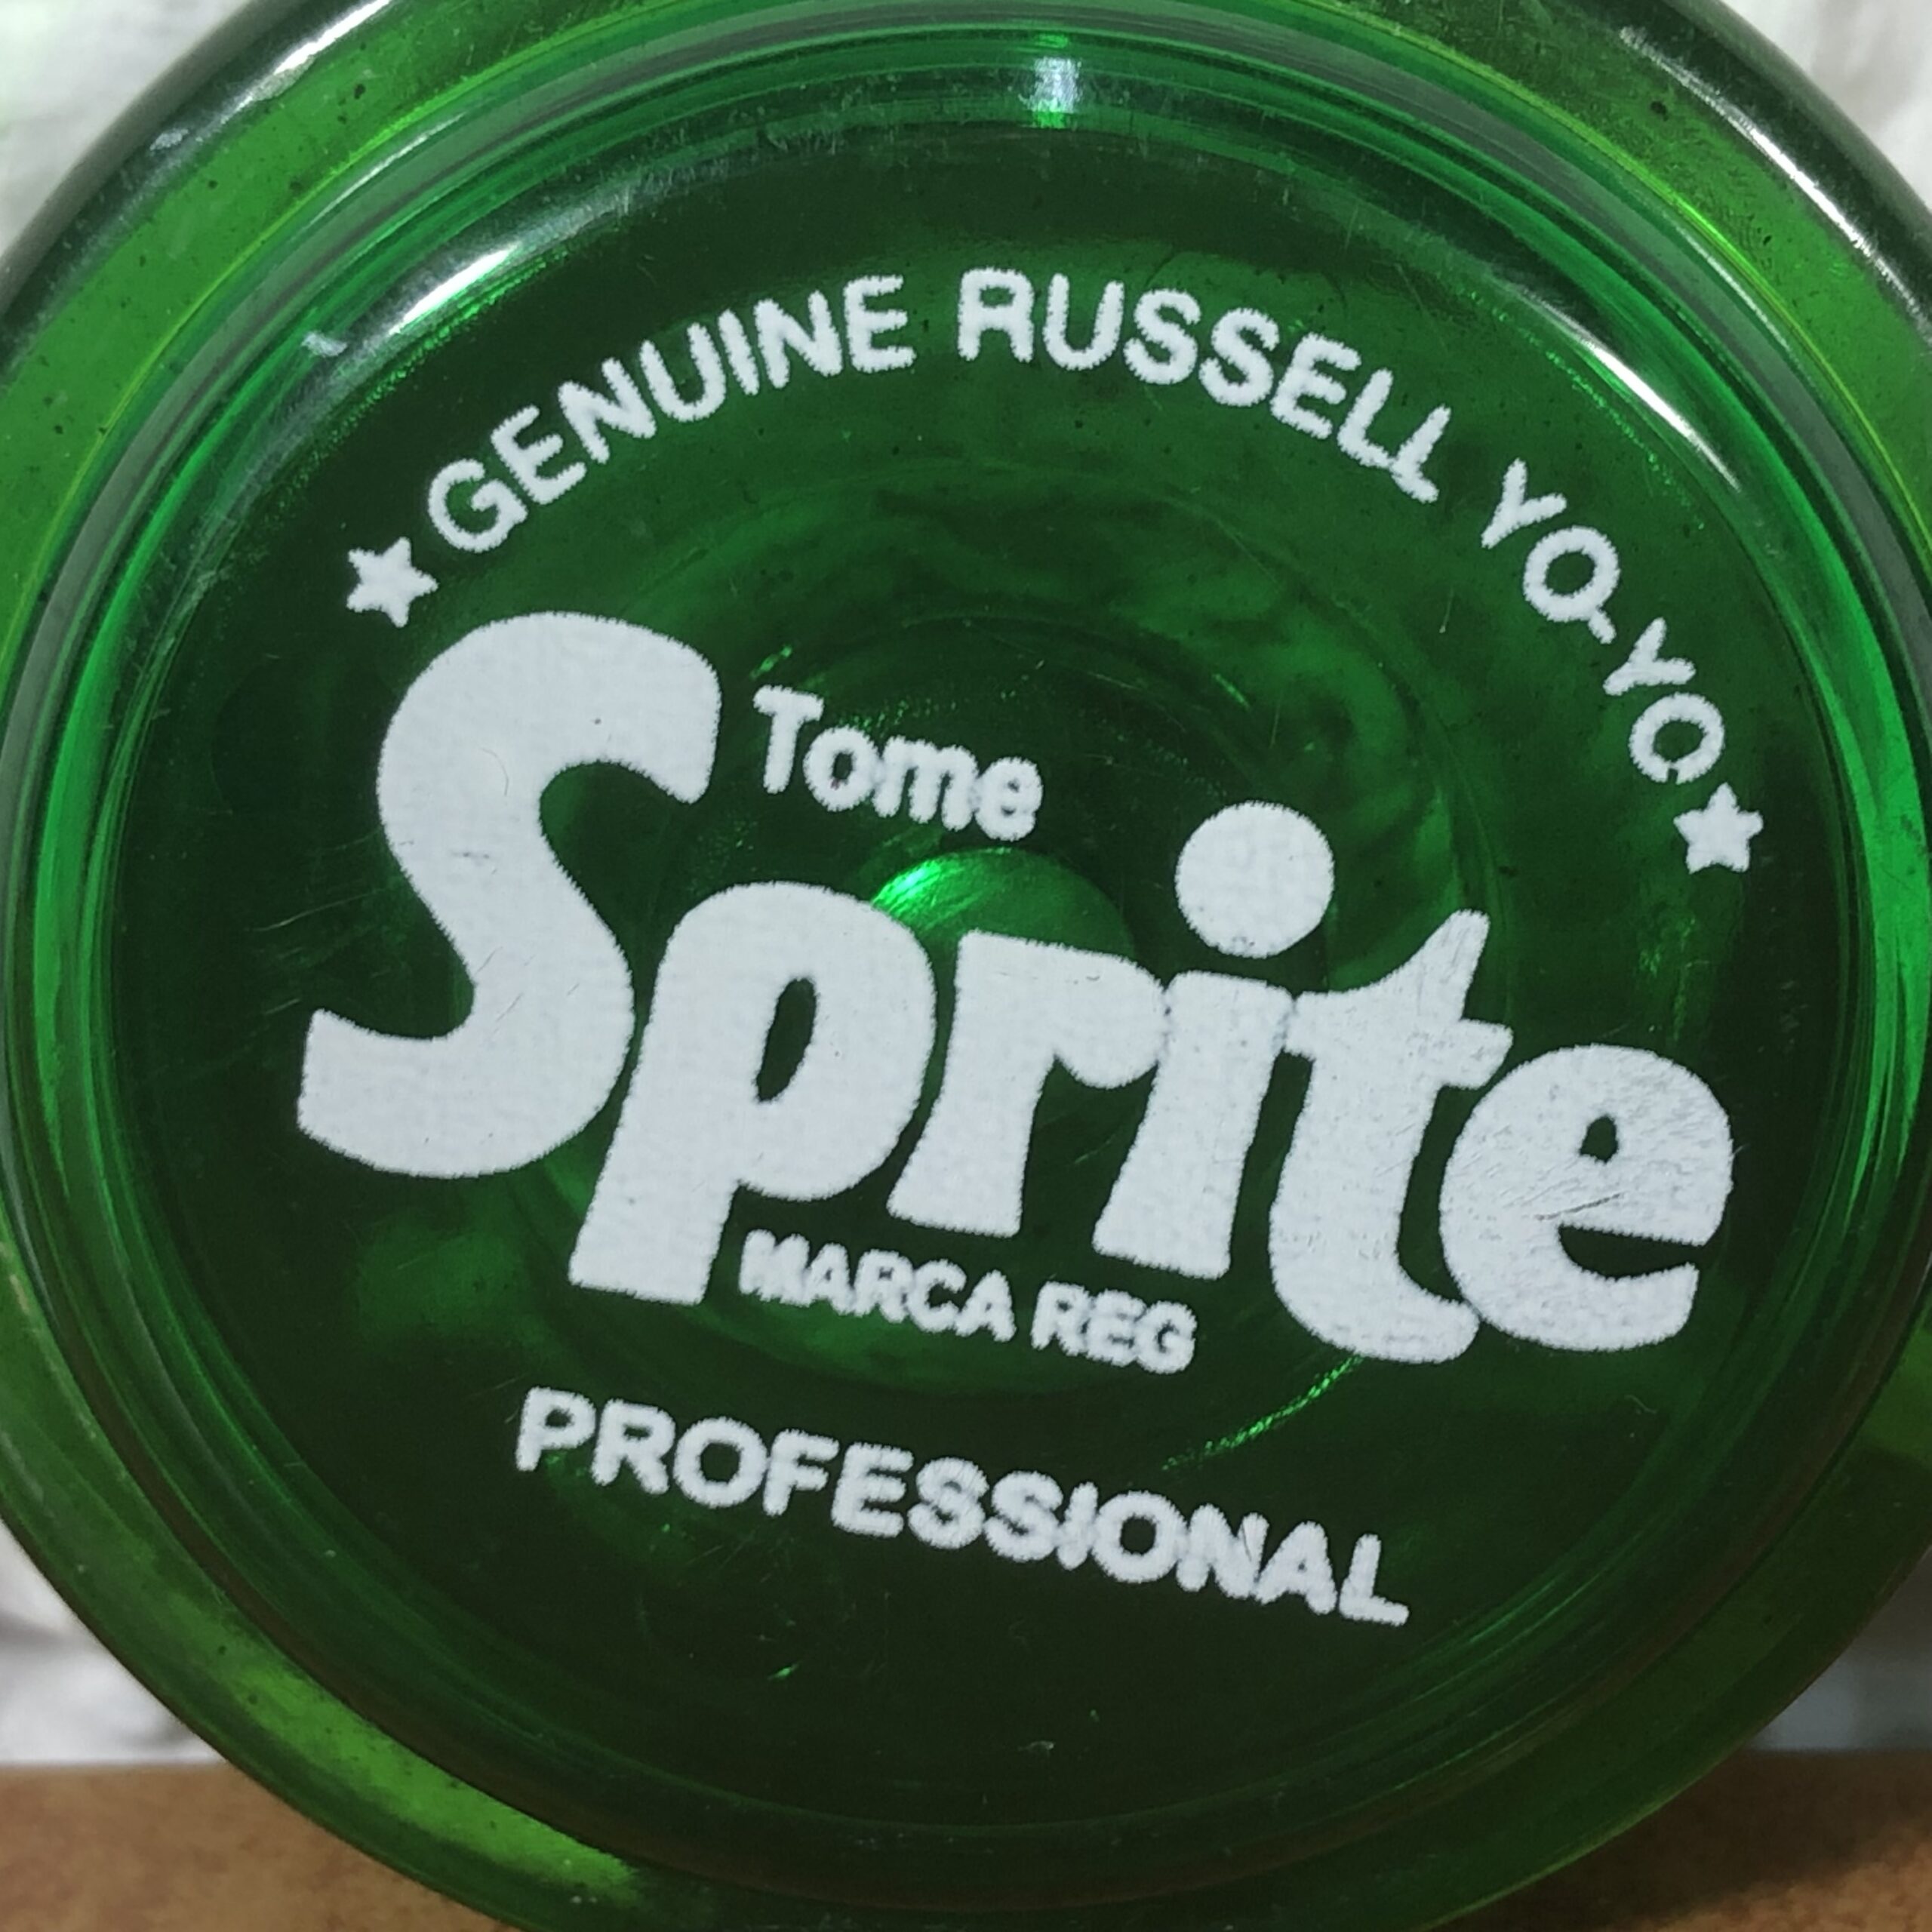 ★ GENUINE RUSSELL YO-YO ★
Tome
Sprite
MARCA REG
PROFESSIONAL